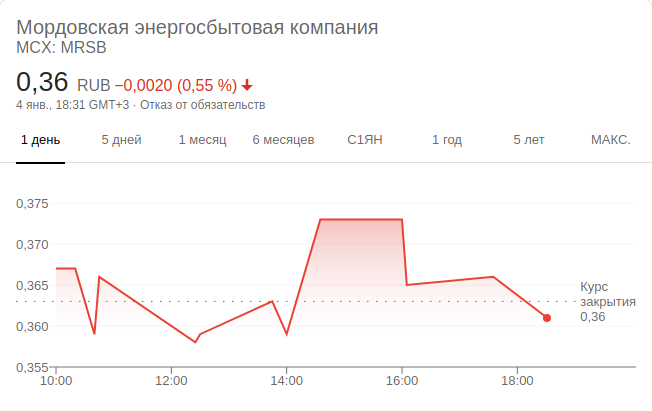 Мордовская энергосбытовая компания
MCX: MRSB
0,36 RUB −0,0020 (0,55 %)
4 янв., 18:31 GMT+3 · Отказ от обязательств
1 день 5 дней 1 месяц 6 месяцев С1ЯН 1 год 5 лет МАКС.
0,375
0,370
0,365
0,360
0,355
Курс
закрытия
0,36
10:00 12:00 14:00 16:00 18:00